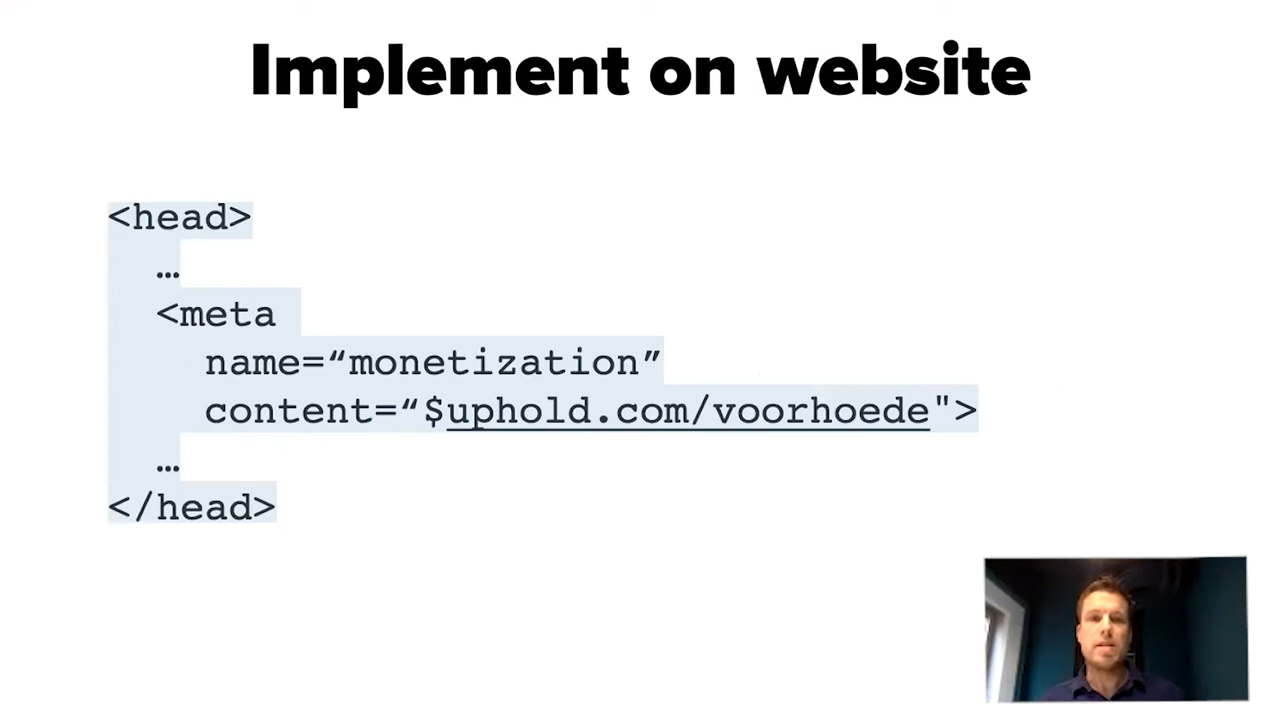 Implement on website
<head>
…
<meta
name=“monetization”
content=“$uphold.com/voorhoede">
…
</head>